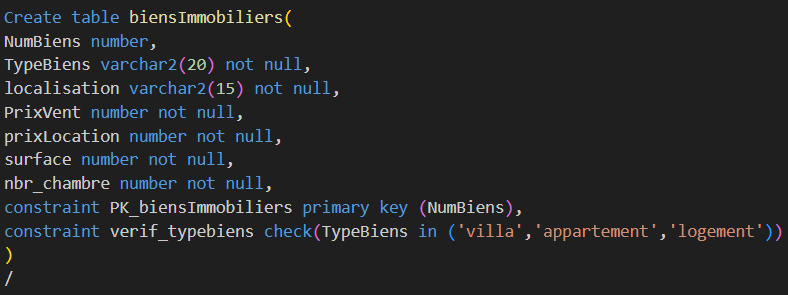 Create table biensImmobiliers(
NumBiens number,
TypeBiens varchar2(20) not null,
localisation varchar2(15) not null,
PrixVent number not null,
prixLocation number not null,
surface number not null,
nbr_chambre number not null,
constraint PK_biensImmobiliers primary key (NumBiens),
constraint verif_typebiens check(TypeBiens in ('villa','appartement','logement'))
)
/